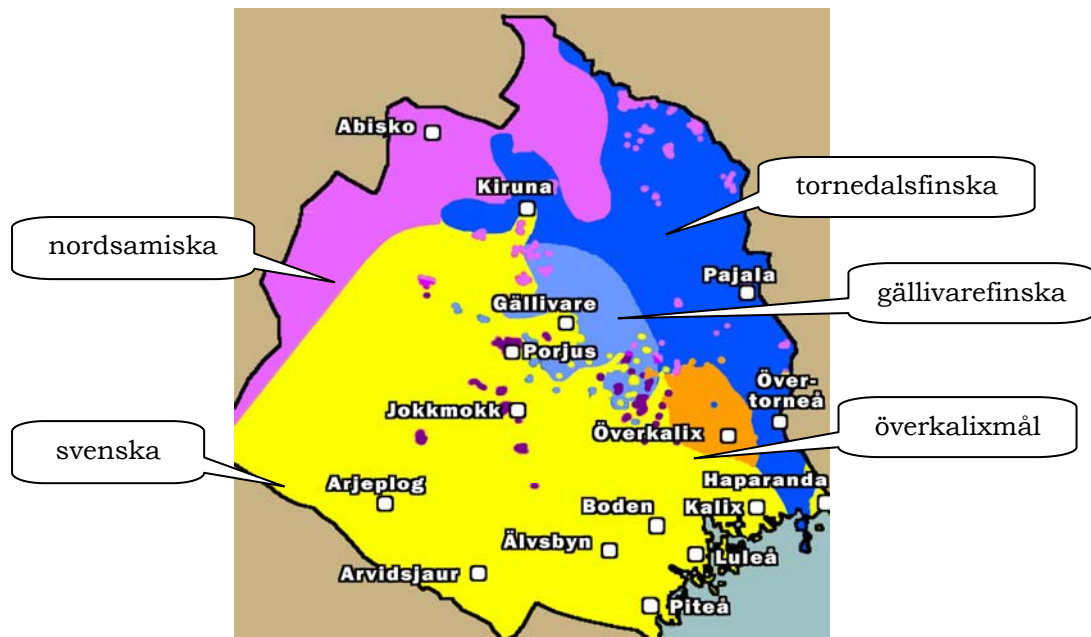 Abisko
Kiruna
tornedalsfinska
nordsamiska
Pajala
gällivarefinska
Gällivare
Porjus
Över-
torneå
Jokkmokk
Överkalix
överkalixmål
svenska
Haparanda
Arjeplog
Boden
Kalix
Älvsbyn
Luleå
Arvidsjaur
Piteå